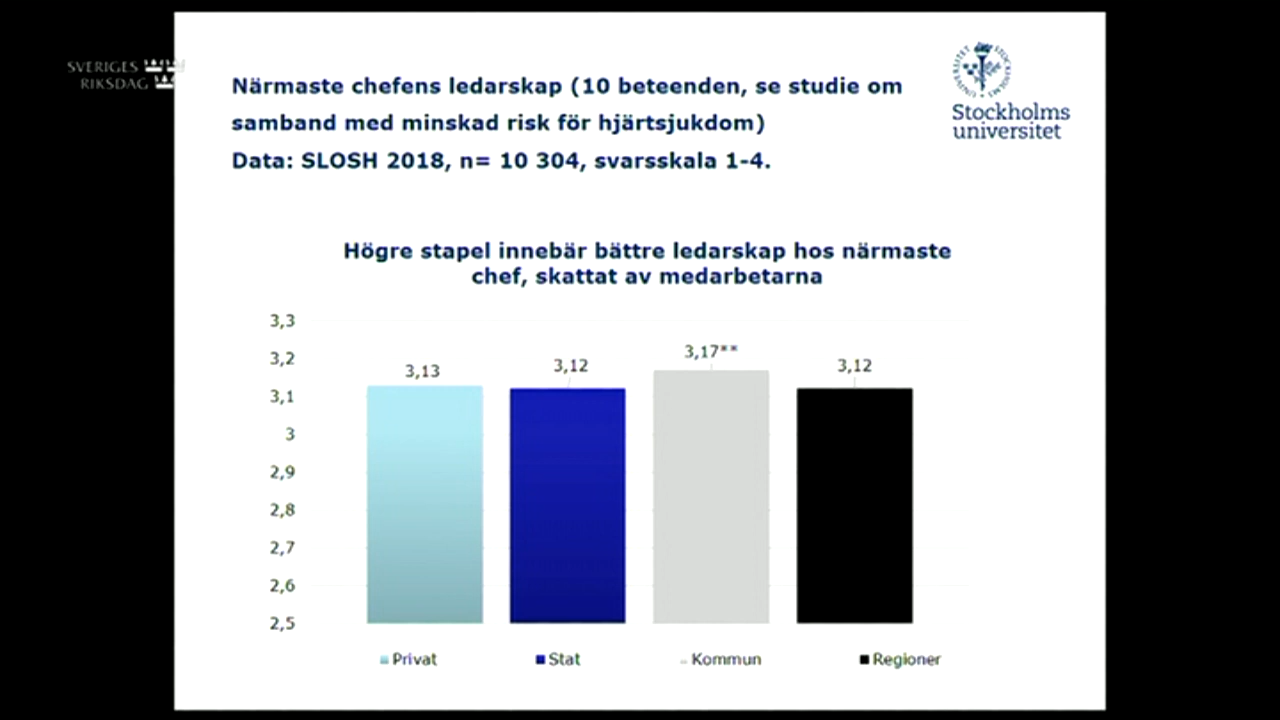 SVERIGES
RIKSDAG
Närmaste chefens ledarskap (10 beteenden, se studie om
samband med minskad risk för hjärtsjukdom)
Data: SLOSH 2018, n= 10 304, svarsskala 1-4.
Stockholms
universitet
Högre stapel innebär bättre ledarskap hos närmaste
chef, skattat av medarbetarna
3,3
3,2
3,1
3
2,9
2,8
2,7
2,6
2,5
3,13
3,12
3,17**
3,12
Privat
Stat
Kommun
Regioner